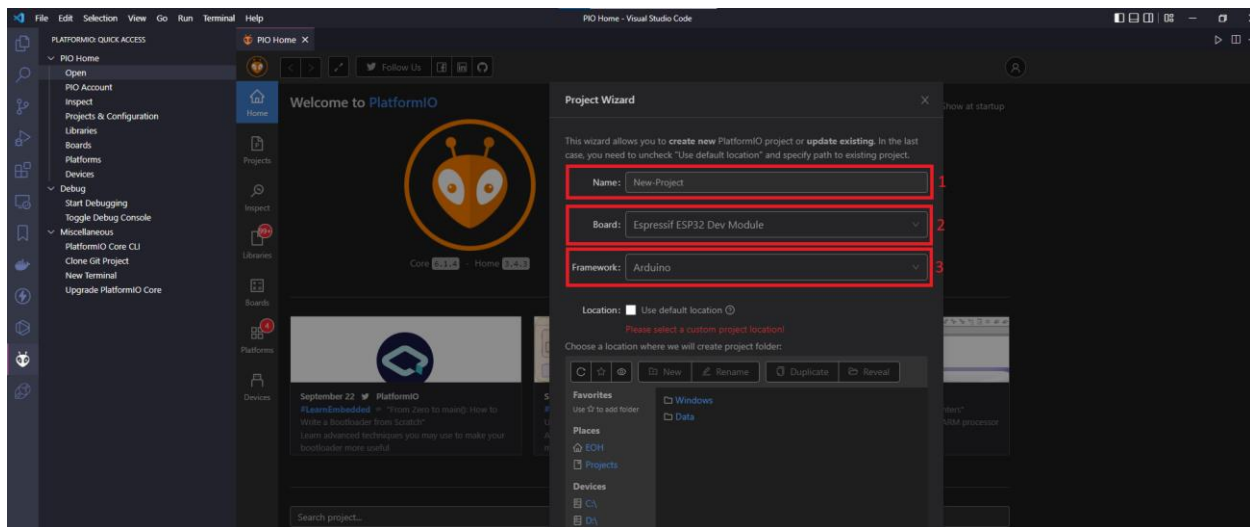 File Edit Selection View Go Run Terminal Help
PIO Home - Visual Studio Code
PLATFORMIO: QUICK ACCESS
PIO Home
Open
PIO Account
Inspect
Projects & Configuration
Libraries
Boards
Platforms
Devices
Debug
Start Debugging
Toggle Debug Console
Miscellaneous
PlatformIO Core CLI
Clone Git Project
New Terminal
Upgrade PlatformIO Core
PIO Home
Follow Us
Home
Projects
Inspect
99+
Libraries
Boards
4
Platforms
Devices
Welcome to PlatformIO
Show at startup
Core 6.1.4 - Home 3.4.3
September 22 PlatformIO
#LearnEmbedded
"From Zero to main(): How to
Write a Bootloader from Scratch"
Learn advanced techniques you may use to make your
bootloader more useful
ARM processor
Search project...
Project Wizard
This wizard allows you to create new PlatformIO project or update existing. In the last
case, you need to uncheck "Use default location" and specify path to existing project.
Name: New-Project 1
Board: Espressif ESP32 Dev Module 2
Framework: Arduino 3
Location: Use default location
Please select a custom project location!
Choose a location where we will create project folder:
New Rename Duplicate Reveal
Favorites
Use to add folder
Places
EOH
Projects
Devices
C:\
D:\
Windows
Data